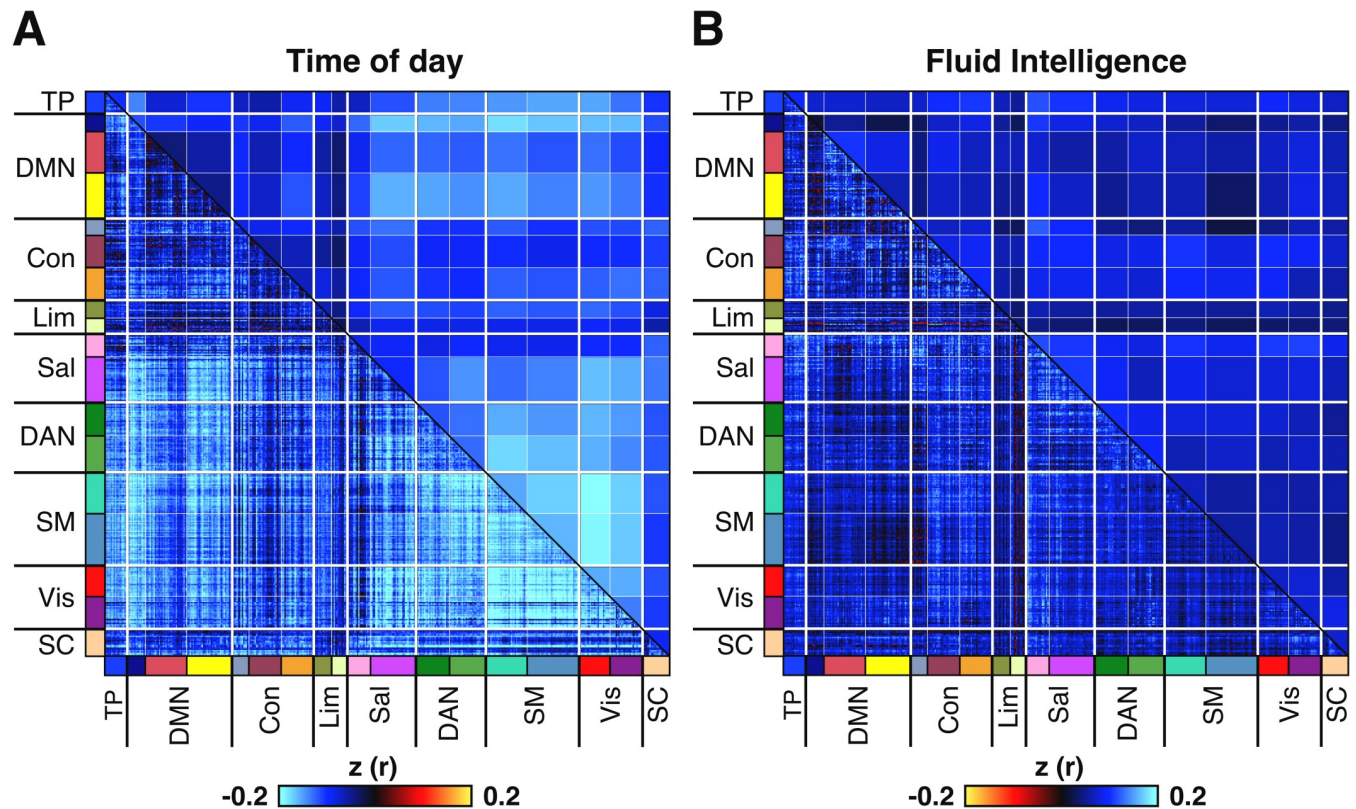 A
Time of day
TP
DMN
Con
Lim
Sal
DAN
SM
Vis
SC
TP
DMN
Con
Lim
Sal
DAN
SM
Vis
SC
z (r)
-0.2 0.2
B
Fluid Intelligence
TP
DMN
Con
Lim
Sal
DAN
SM
Vis
SC
TP
DMN
Con
Lim
Sal
DAN
SM
Vis
SC
z (r)
-0.2 0.2